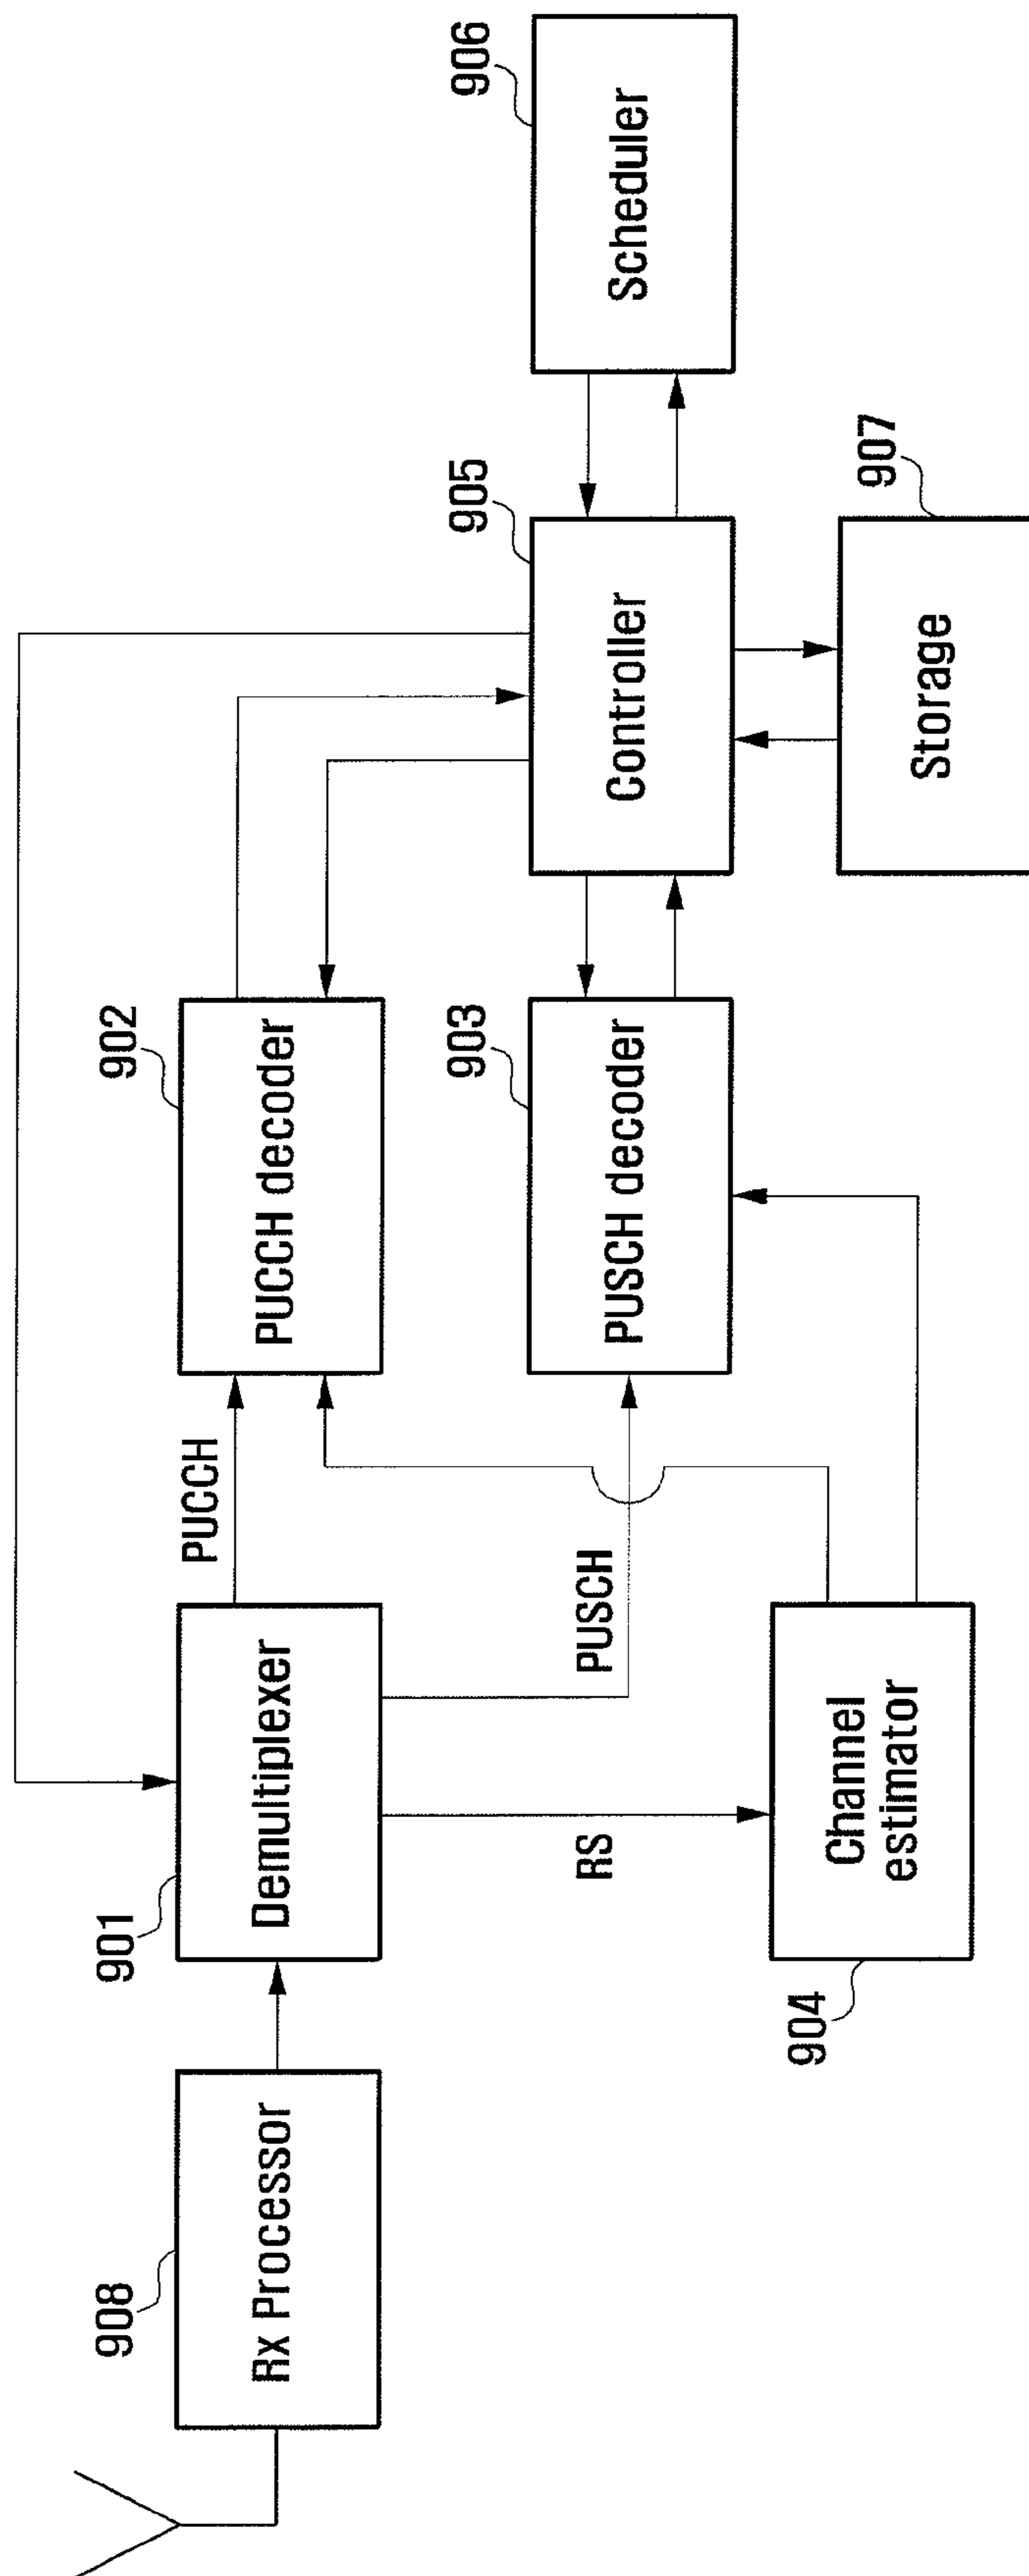 908
Rx Processor
901
Demultiplexer
PUCCH
902
PUCCH decoder
RS
PUSCH
903
PUSCH decoder
905
Controller
906
Scheduler
904
Channel
estimator
907
Storage